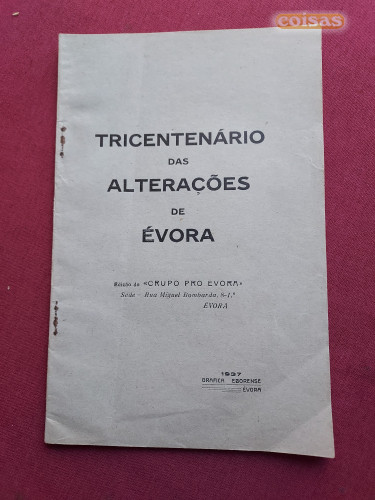 coisas
TRICENTENÁRIO
DAS
ALTERAÇÕES
DE
ÉVORA
Edição do «GRUPO PRO EVORA»
Sede - Rua Miguel Bombarda, 8-1.º
ÉVORA
1937
GRAFICA EBORENSE
ÉVORA